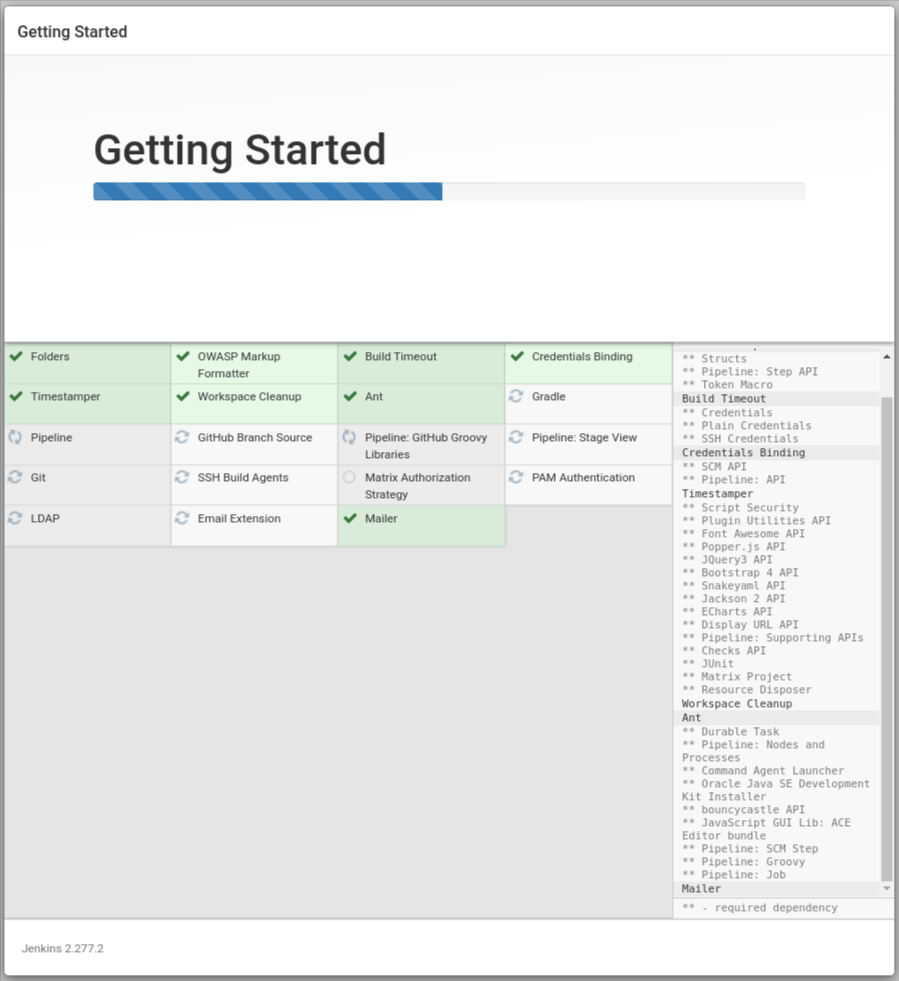 Getting Started
Getting Started
Folders
OWASP Markup
Formatter
Build Timeout
Credentials Binding
Timestamper
Workspace Cleanup
Ant
Gradle
Pipeline
GitHub Branch Source
Pipeline: GitHub Groovy
Libraries
Pipeline: Stage View
Git
SSH Build Agents
Matrix Authorization
Strategy
PAM Authentication
LDAP
Email Extension
Mailer
** Structs
** Pipeline: Step API
** Token Macro
Build Timeout
** Credentials
** Plain Credentials
** SSH Credentials
Credentials Binding
** SCM API
** Pipeline: API
Timestamper
** Script Security
** Plugin Utilities API
** Font Awesome API
** Popper.js API
** JQuery3 API
** Bootstrap 4 API
** Snakeyaml API
** Jackson 2 API
** ECharts API
** Display URL API
** Pipeline: Supporting APIs
** Checks API
** JUnit
** Matrix Project
** Resource Disposer
Workspace Cleanup
Ant
** Durable Task
** Pipeline: Nodes and
Processes
** Command Agent Launcher
** Oracle Java SE Development
Kit Installer
** bouncycastle API
** JavaScript GUI Lib: ACE
Editor bundle
** Pipeline: SCM Step
** Pipeline: Groovy
** Pipeline: Job
Mailer
** - required dependency
Jenkins 2.277.2